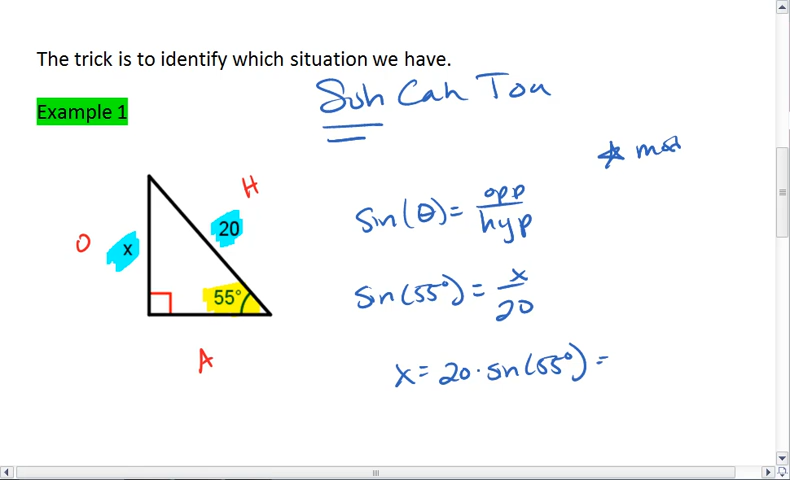 The trick is to identify which situation we have.
Soh Cah Toa
Example 1
H
O
x
20
55°
A
sin(θ) = opp/hyp
sin(55°) = x/20
x = 20 · sin(55°) =